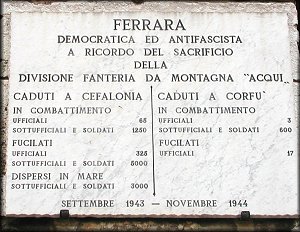 FERRARA
DEMOCRATICA ED ANTIFASCISTA
A RICORDO DEL SACRIFICIO
DELLA
DIVISIONE FANTERIA DA MONTAGNA "ACQUI"
CADUTI A CEFALONIA
IN COMBATTIMENTO
UFFICIALI 65
SOTTUFFICIALI E SOLDATI 1250
FUCILATI
UFFICIALI 325
SOTTUFFICIALI E SOLDATI 5000
DISPERSI IN MARE
SOTTUFFICIALI E SOLDATI 3000
CADUTI A CORFU'
IN COMBATTIMENTO
UFFICIALI 3
SOTTUFFICIALI E SOLDATI 600
FUCILATI
UFFICIALI 17
SETTEMBRE 1943 — NOVEMBRE 1944